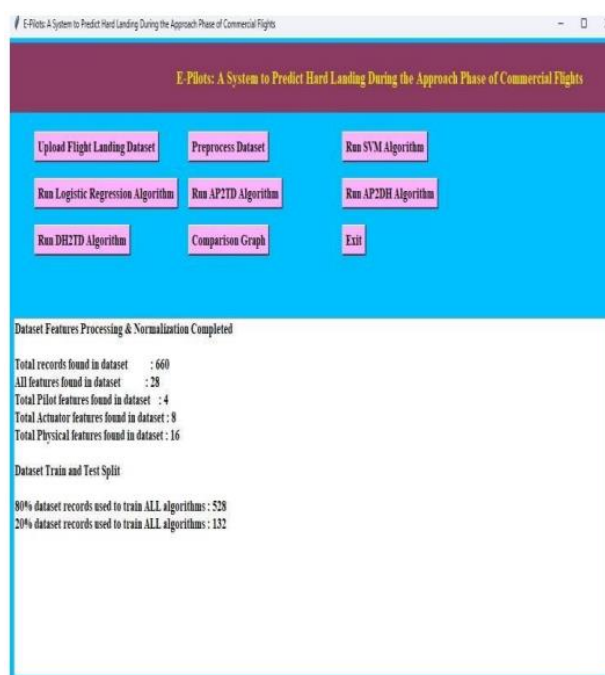 E-Pilots: A System to Predict Hard Landing During the Approach Phase of Commercial Flights
E-Pilots: A System to Predict Hard Landing During the Approach Phase of Commercial Flights
Upload Flight Landing Dataset
Preprocess Dataset
Run SVM Algorithm
Run Logistic Regression Algorithm
Run AP2TD Algorithm
Run AP2DH Algorithm
Run DH2TD Algorithm
Comparison Graph
Exit
Dataset Features Processing & Normalization Completed
Total records found in dataset : 660
All features found in dataset : 28
Total Pilot features found in dataset : 4
Total Actuator features found in dataset : 8
Total Physical features found in dataset : 16
Dataset Train and Test Split
80% dataset records used to train ALL algorithms : 528
20% dataset records used to train ALL algorithms : 132